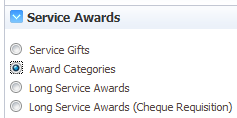 Service Awards
Service Gifts
Award Categories
Long Service Awards
Long Service Awards (Cheque Requisition)